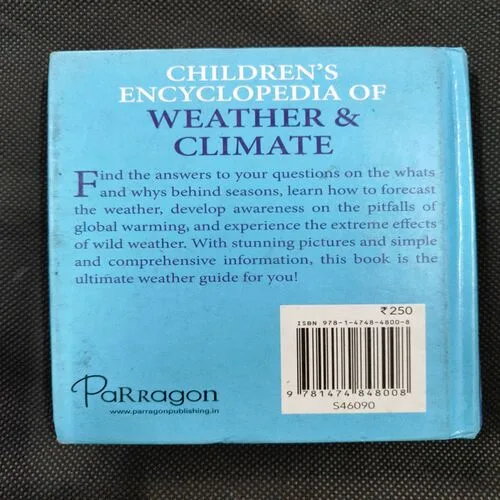 CHILDREN'S
ENCYCLOPEDIA OF
WEATHER &
CLIMATE
Find the answers to your questions on the whats
and whys behind seasons, learn how to forecast
the weather, develop awareness on the pitfalls of
global warming, and experience the extreme effects
of wild weather. With stunning pictures and simple
and comprehensive information, this book is the
ultimate weather guide for you!
₹250
ISBN 978-1-4748-4800-8
9 781474 848008
S46090
PaRragon
www.parragonpublishing.in